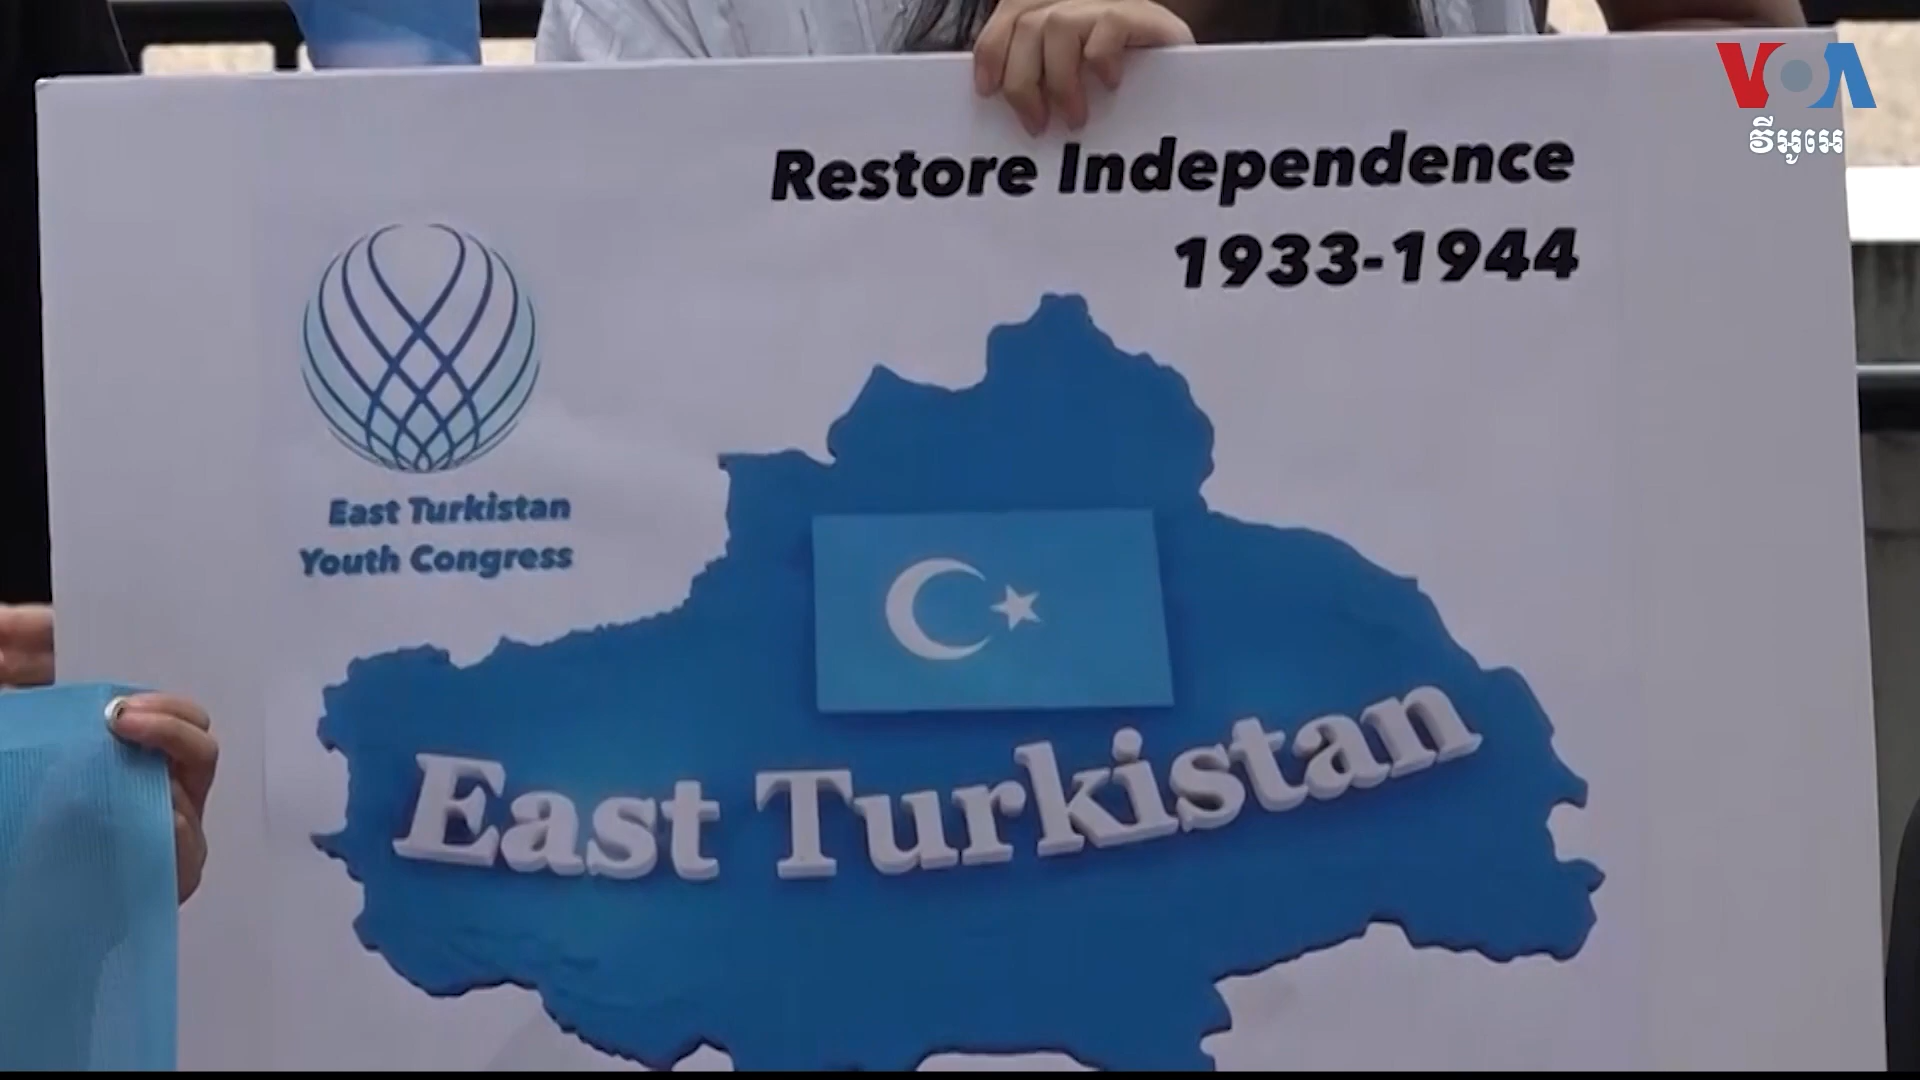 VOA
វីអូអេ
Restore Independence
1933-1944
East Turkistan
Youth Congress
East Turkistan